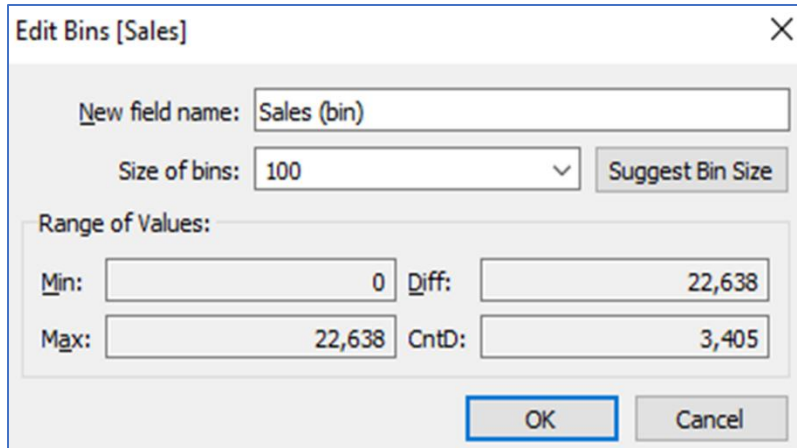 Edit Bins [Sales]
New field name: Sales (bin)
Size of bins: 100 Suggest Bin Size
Range of Values:
Min: 0 Diff: 22,638
Max: 22,638 CntD: 3,405
OK Cancel